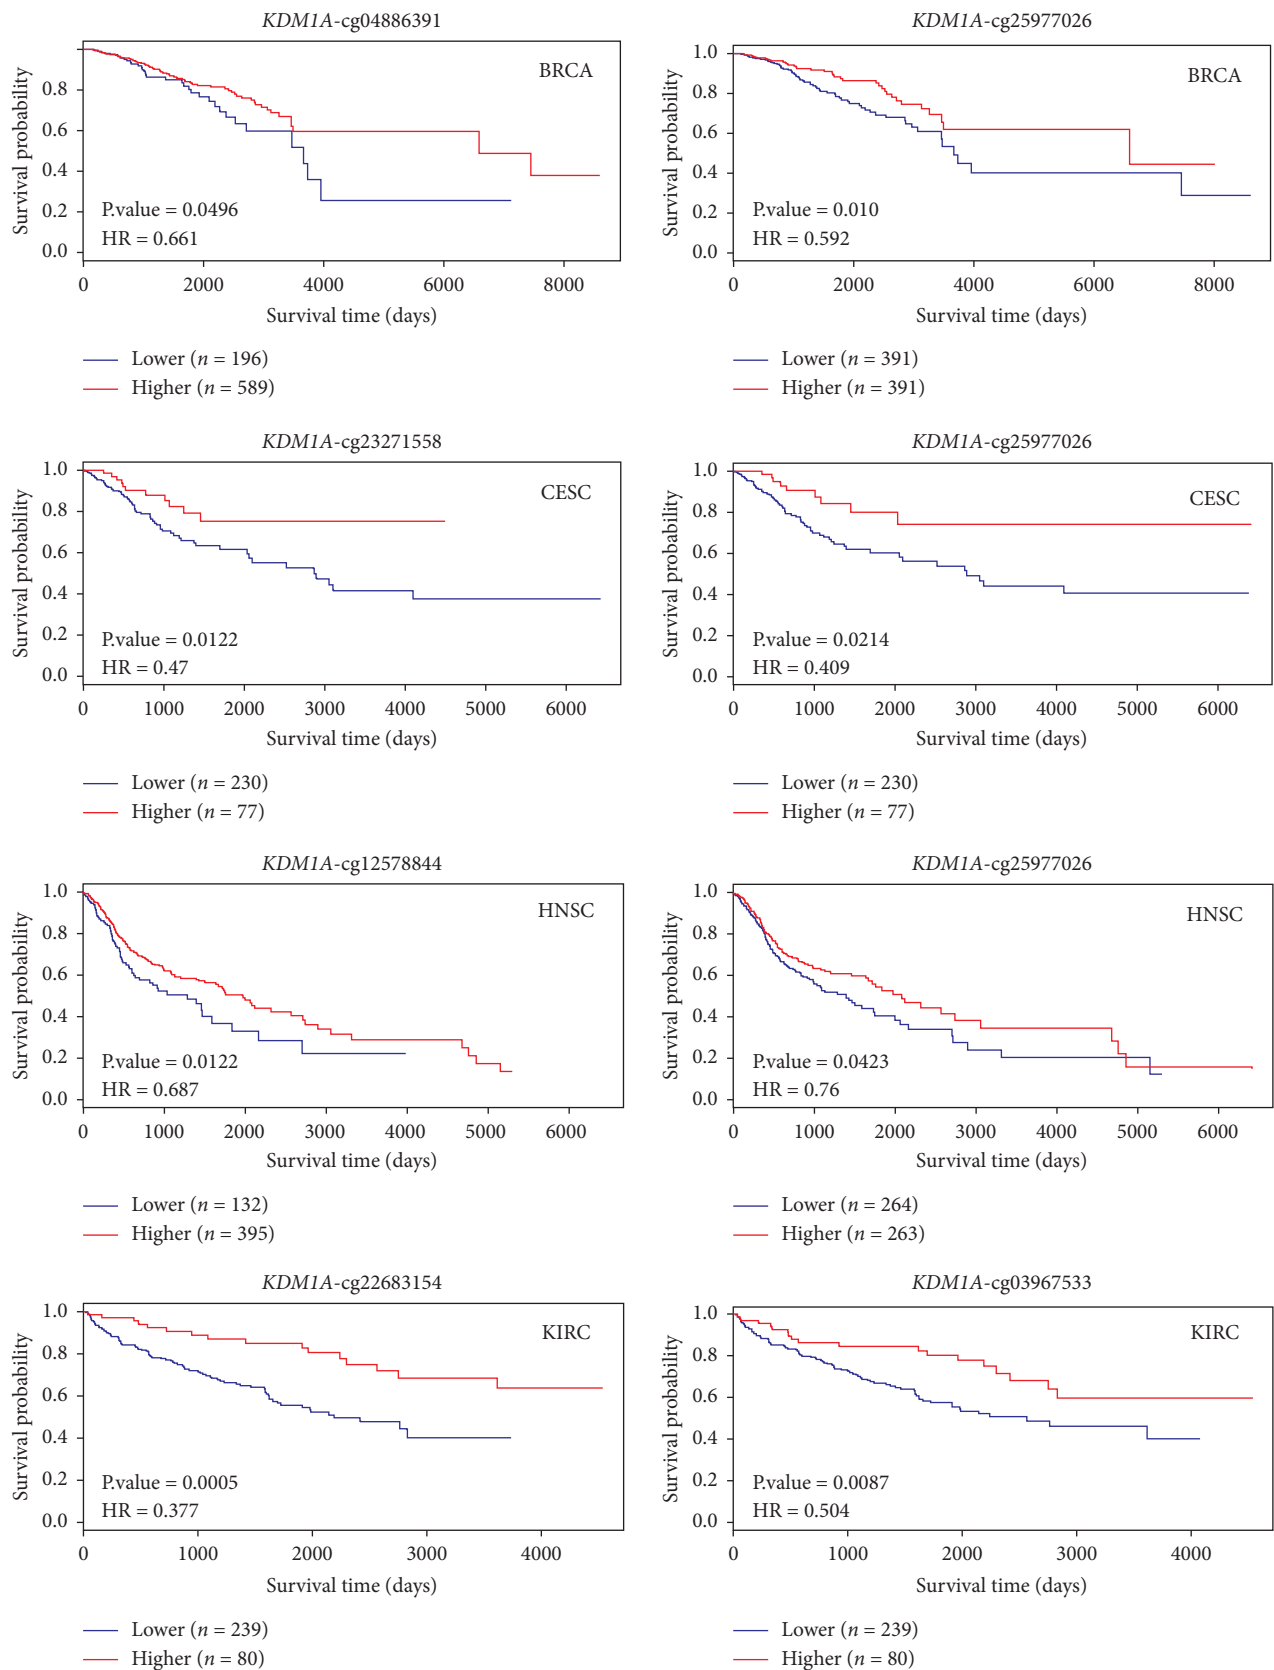 KDM1A-cg04886391
Survival probability
0.8
0.6
0.4
0.2
0.0
BRCA
P.value = 0.0496
HR = 0.661
0 2000 4000 6000 8000
Survival time (days)
Lower (n = 196)
Higher (n = 589)
KDM1A-cg25977026
Survival probability
1.0
0.8
0.6
0.4
0.2
0.0
BRCA
P.value = 0.010
HR = 0.592
0 2000 4000 6000 8000
Survival time (days)
Lower (n = 391)
Higher (n = 391)
KDM1A-cg23271558
Survival probability
1.0
0.8
0.6
0.4
0.2
0.0
CESC
P.value = 0.0122
HR = 0.47
0 1000 2000 3000 4000 5000 6000
Survival time (days)
Lower (n = 230)
Higher (n = 77)
KDM1A-cg25977026
Survival probability
1.0
0.8
0.6
0.4
0.2
0.0
CESC
P.value = 0.0214
HR = 0.409
0 1000 2000 3000 4000 5000 6000
Survival time (days)
Lower (n = 230)
Higher (n = 77)
KDM1A-cg12578844
Survival probability
1.0
0.8
0.6
0.4
0.2
0.0
HNSC
P.value = 0.0122
HR = 0.687
0 1000 2000 3000 4000 5000 6000
Survival time (days)
Lower (n = 132)
Higher (n = 395)
KDM1A-cg25977026
Survival probability
1.0
0.8
0.6
0.4
0.2
0.0
HNSC
P.value = 0.0423
HR = 0.76
0 1000 2000 3000 4000 5000 6000
Survival time (days)
Lower (n = 264)
Higher (n = 263)
KDM1A-cg22683154
Survival probability
1.0
0.8
0.6
0.4
0.2
0.0
KIRC
P.value = 0.0005
HR = 0.377
0 1000 2000 3000 4000
Survival time (days)
Lower (n = 239)
Higher (n = 80)
KDM1A-cg03967533
Survival probability
1.0
0.8
0.6
0.4
0.2
0.0
KIRC
P.value = 0.0087
HR = 0.504
0 1000 2000 3000 4000
Survival time (days)
Lower (n = 239)
Higher (n = 80)